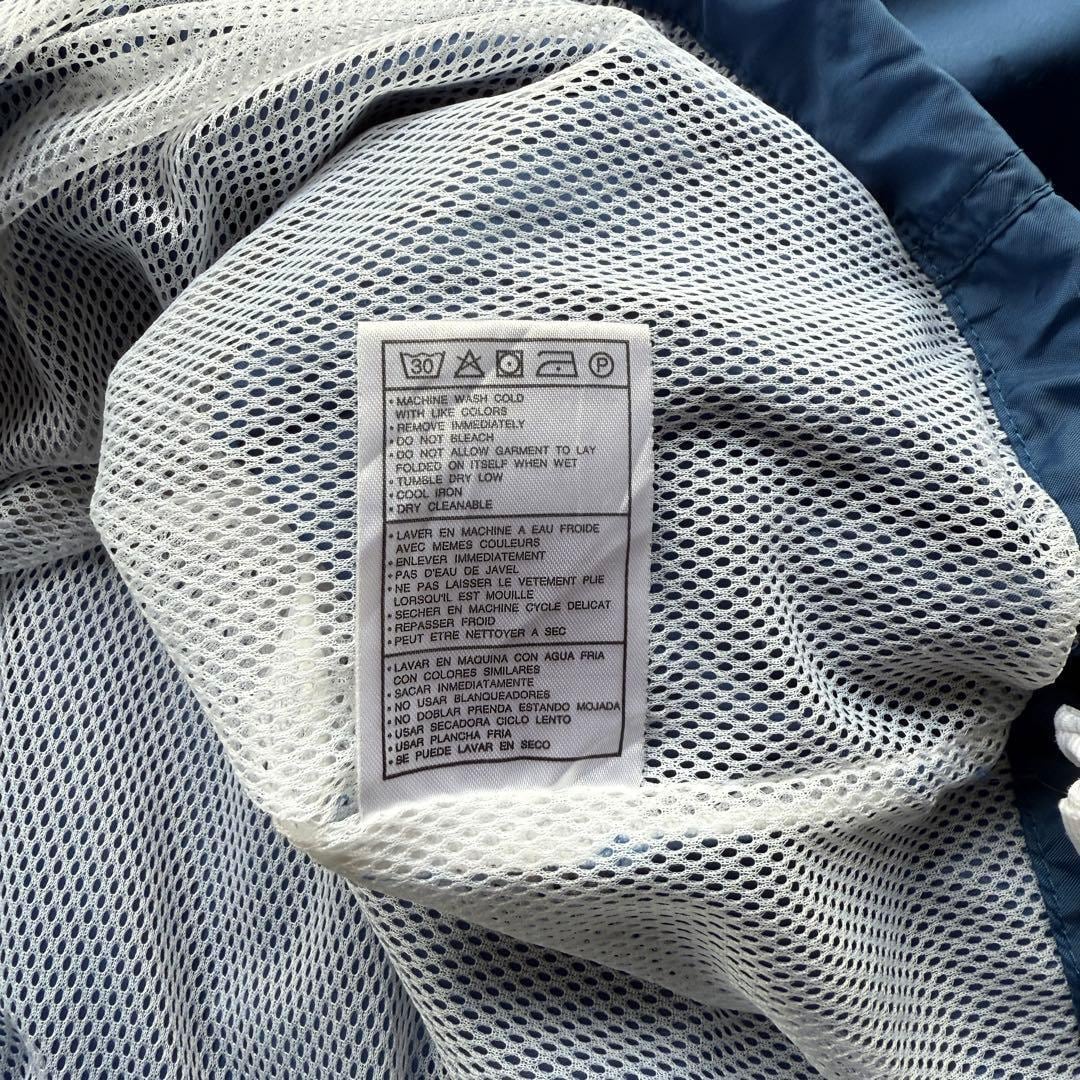 30 P
• MACHINE WASH COLD
WITH LIKE COLORS
• REMOVE IMMEDIATELY
• DO NOT BLEACH
• DO NOT ALLOW GARMENT TO LAY
FOLDED ON ITSELF WHEN WET
• TUMBLE DRY LOW
• COOL IRON
• DRY CLEANABLE
• LAVER EN MACHINE A EAU FROIDE
AVEC MEMES COULEURS
• ENLEVER IMMEDIATEMENT
• PAS D'EAU DE JAVEL
• NE PAS LAISSER LE VETEMENT PLIE
LORSQU'IL EST MOUILLE
• SECHER EN MACHINE CYCLE DELICAT
• REPASSER FROID
• PEUT ETRE NETTOYER A SEC
• LAVAR EN MAQUINA CON AGUA FRIA
CON COLORES SIMILARES
• SACAR INMEDIATAMENTE
• NO USAR BLANQUEADORES
• NO DOBLAR PRENDA ESTANDO MOJADA
• USAR SECADORA CICLO LENTO
• USAR PLANCHA FRIA
• SE PUEDE LAVAR EN SECO